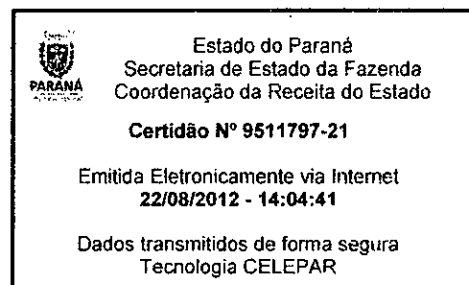 Estado do Paraná
Secretaria de Estado da Fazenda
PARANÁ
Coordenação da Receita do Estado
Certidão Nº 9511797-21
Emitida Eletronicamente via Internet
22/08/2012 - 14:04:41
Dados transmitidos de forma segura
Tecnologia CELEPAR